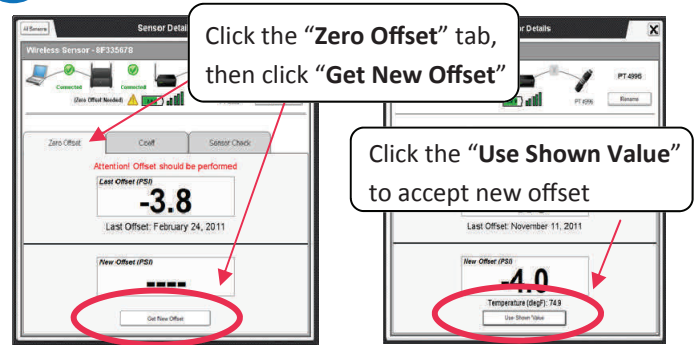 All Sensors
Sensor Detail
Wireless Sensor - 8F335678
Connected
Connected
(Zero Offset Needed)
Zero Offset
Coeff
Sensor Check
Attention! Offset should be performed
Last Offset (PSI)
-3.8
Last Offset: February 24, 2011
New Offset (PSI)
----
Get New Offset
Click the “Zero Offset” tab,
then click “Get New Offset”
r Details
X
PT 4996
PT 4996
Rename
Click the “Use Shown Value”
to accept new offset
Last Offset: November 11, 2011
New Offset (PSI)
-4.0
Temperature (degF): 74.9
Use Shown Value